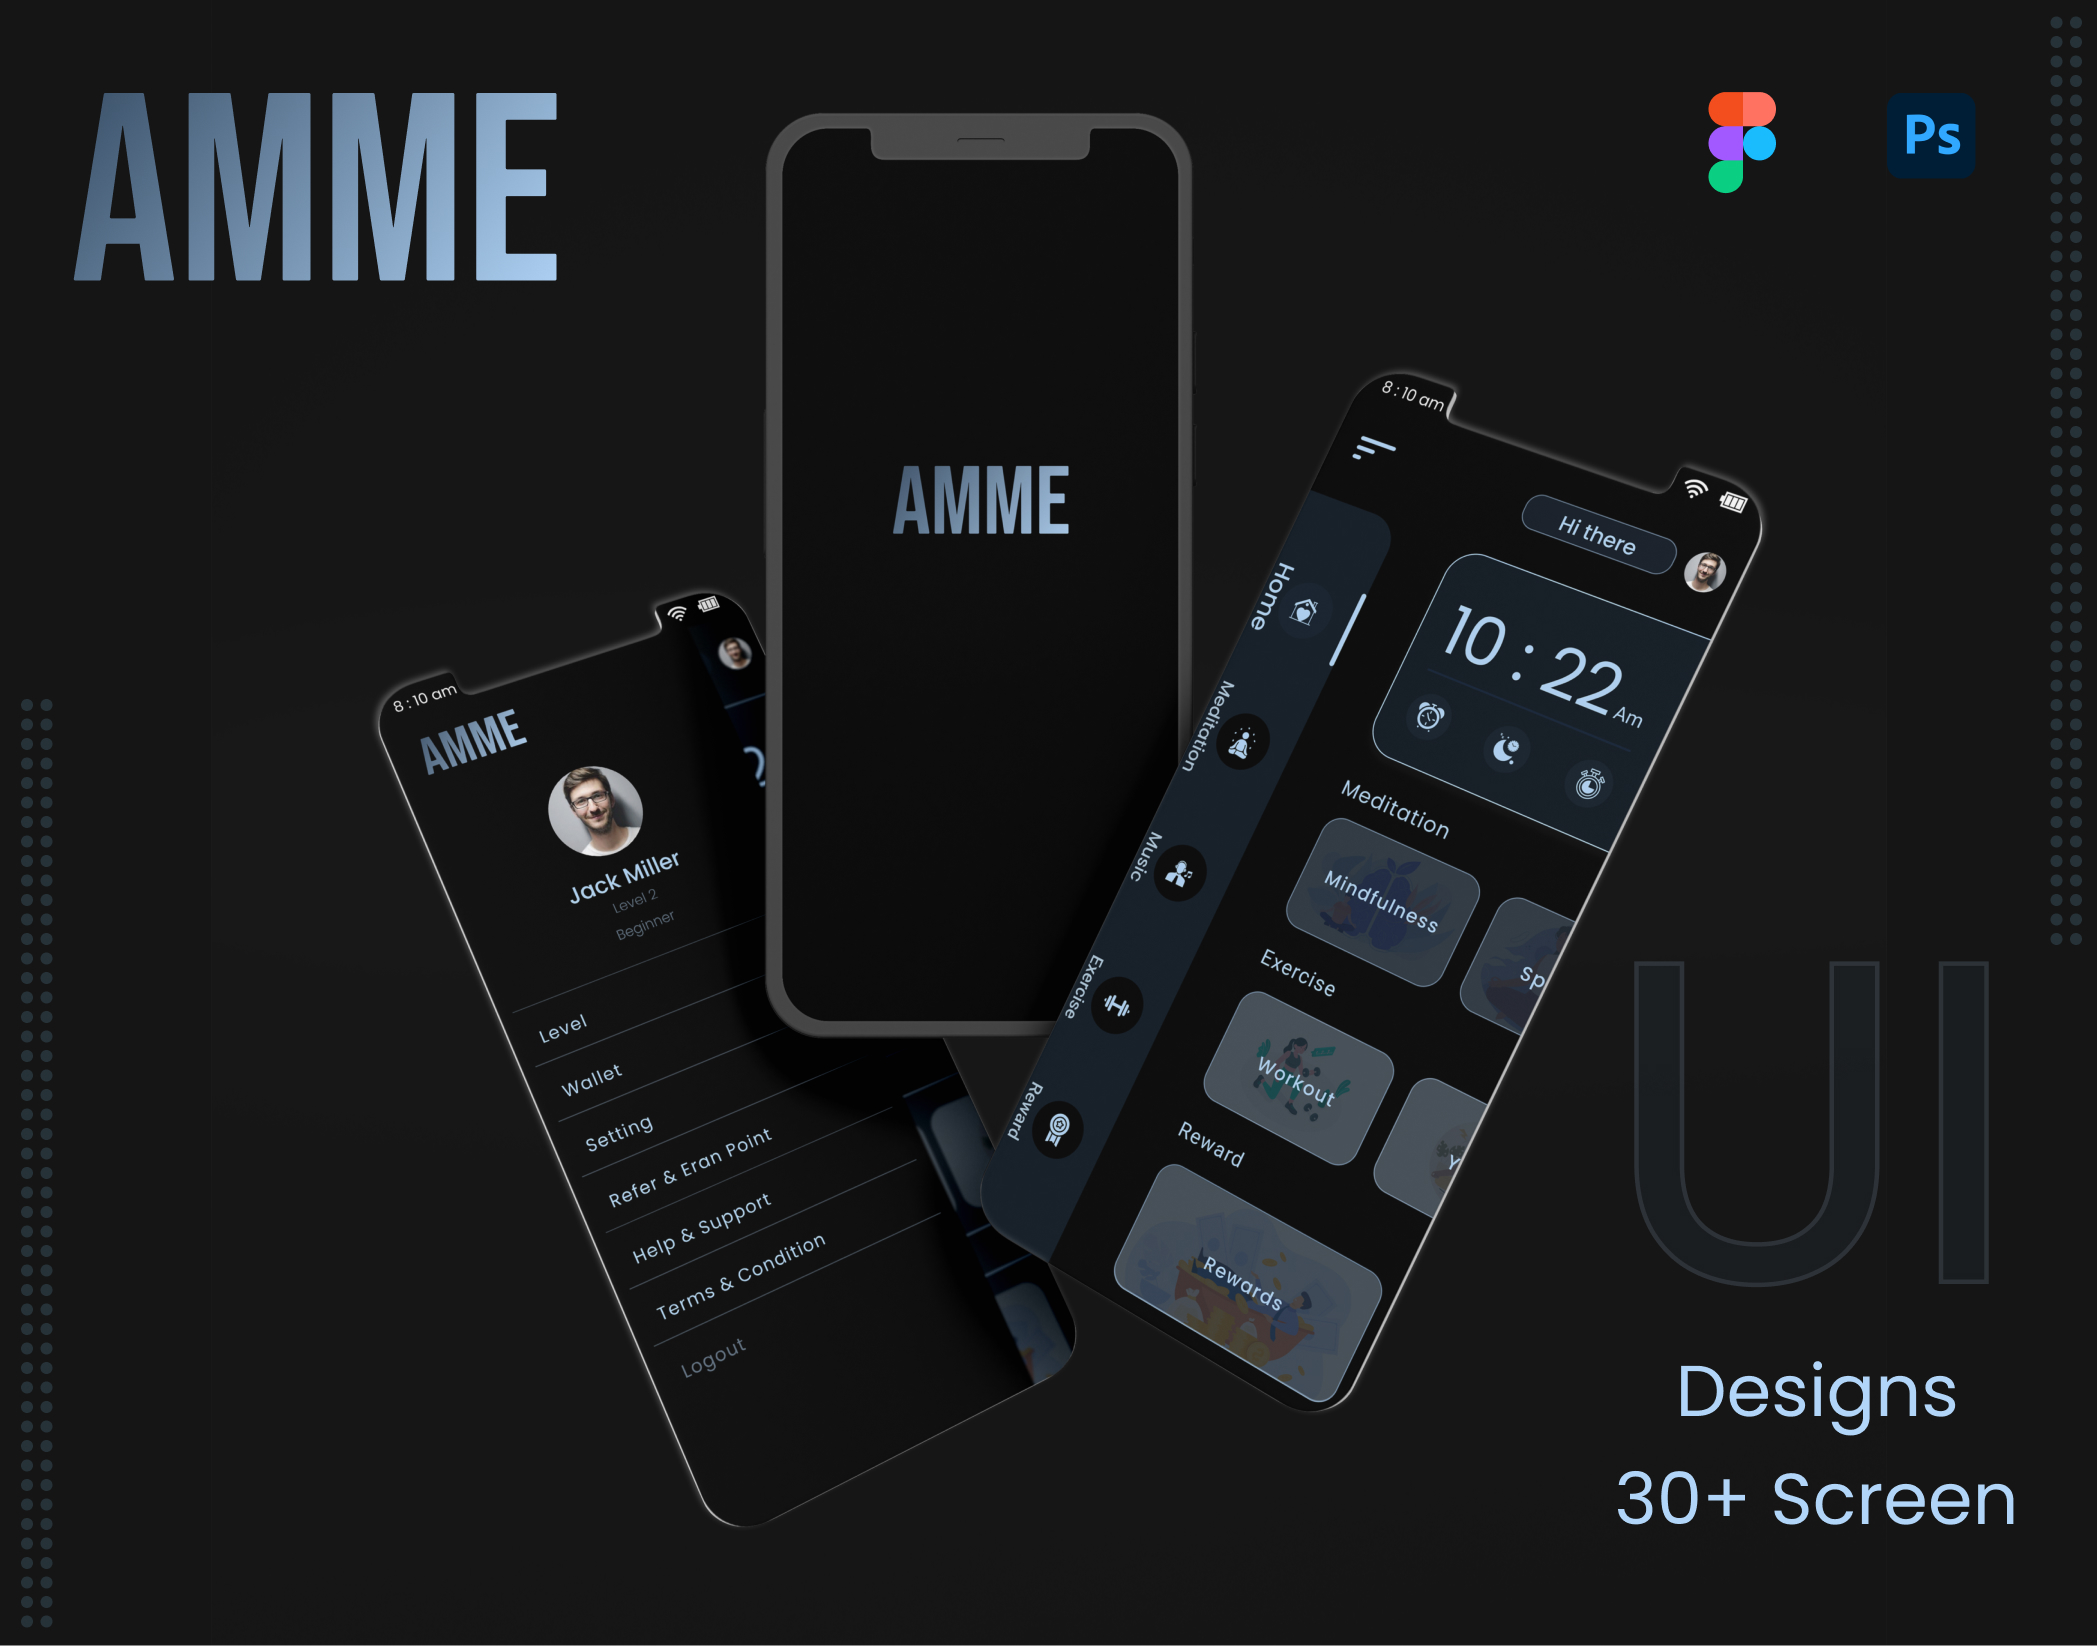 AMME
Ps
AMME
8 : 10 am
AMME
Jack Miller
Level 2
Beginner
Level
Wallet
Setting
Refer & Eran Point
Help & Support
Terms & Condition
Logout
8 : 10 am
Hi there
10 : 22 Am
Home
Meditation
Music
Exercise
Reward
Meditation
Mindfulness
Sp
Exercise
Workout
Y
Reward
Rewards
UI
Designs
30+ Screen